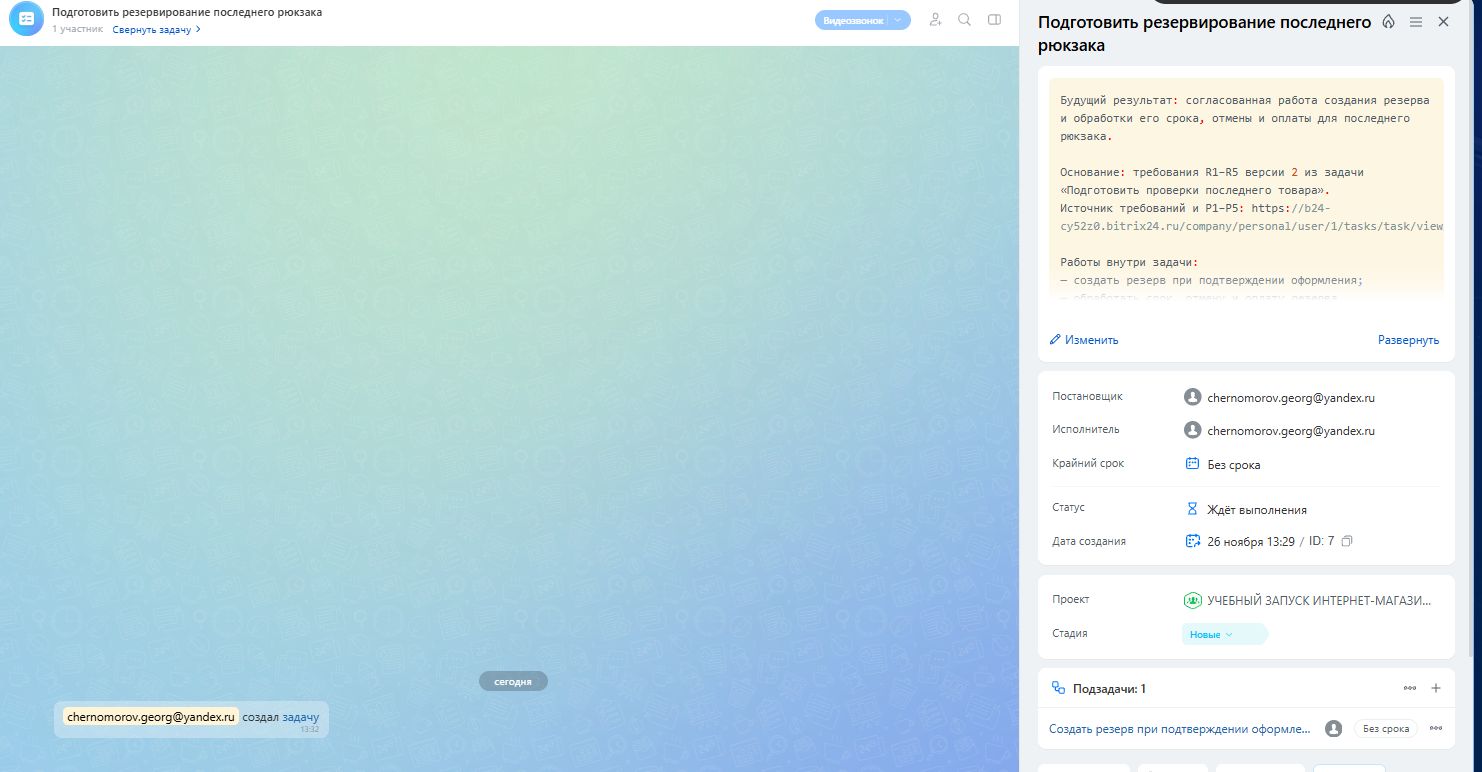 Подготовить резервирование последнего рюкзака
1 участник Свернуть задачу
Видеозвонок
сегодня
chernomorov.georg@yandex.ru создал задачу
13:32
Подготовить резервирование последнего
рюкзака
Будущий результат: согласованная работа создания резерва
и обработки его срока, отмены и оплаты для последнего
рюкзака.
Основание: требования R1–R5 версии 2 из задачи
«Подготовить проверки последнего товара».
Источник требований и P1–P5: https://b24-
cy52z0.bitrix24.ru/company/personal/user/1/tasks/task/view
Работы внутри задачи:
— создать резерв при подтверждении оформления;
— обработать срок, отмену и оплату резерва
Изменить Развернуть
Постановщик chernomorov.georg@yandex.ru
Исполнитель chernomorov.georg@yandex.ru
Крайний срок Без срока
Статус Ждёт выполнения
Дата создания 26 ноября 13:29 / ID: 7
Проект УЧЕБНЫЙ ЗАПУСК ИНТЕРНЕТ-МАГАЗИ...
Стадия Новые
Подзадачи: 1
Создать резерв при подтверждении оформле... Без срока